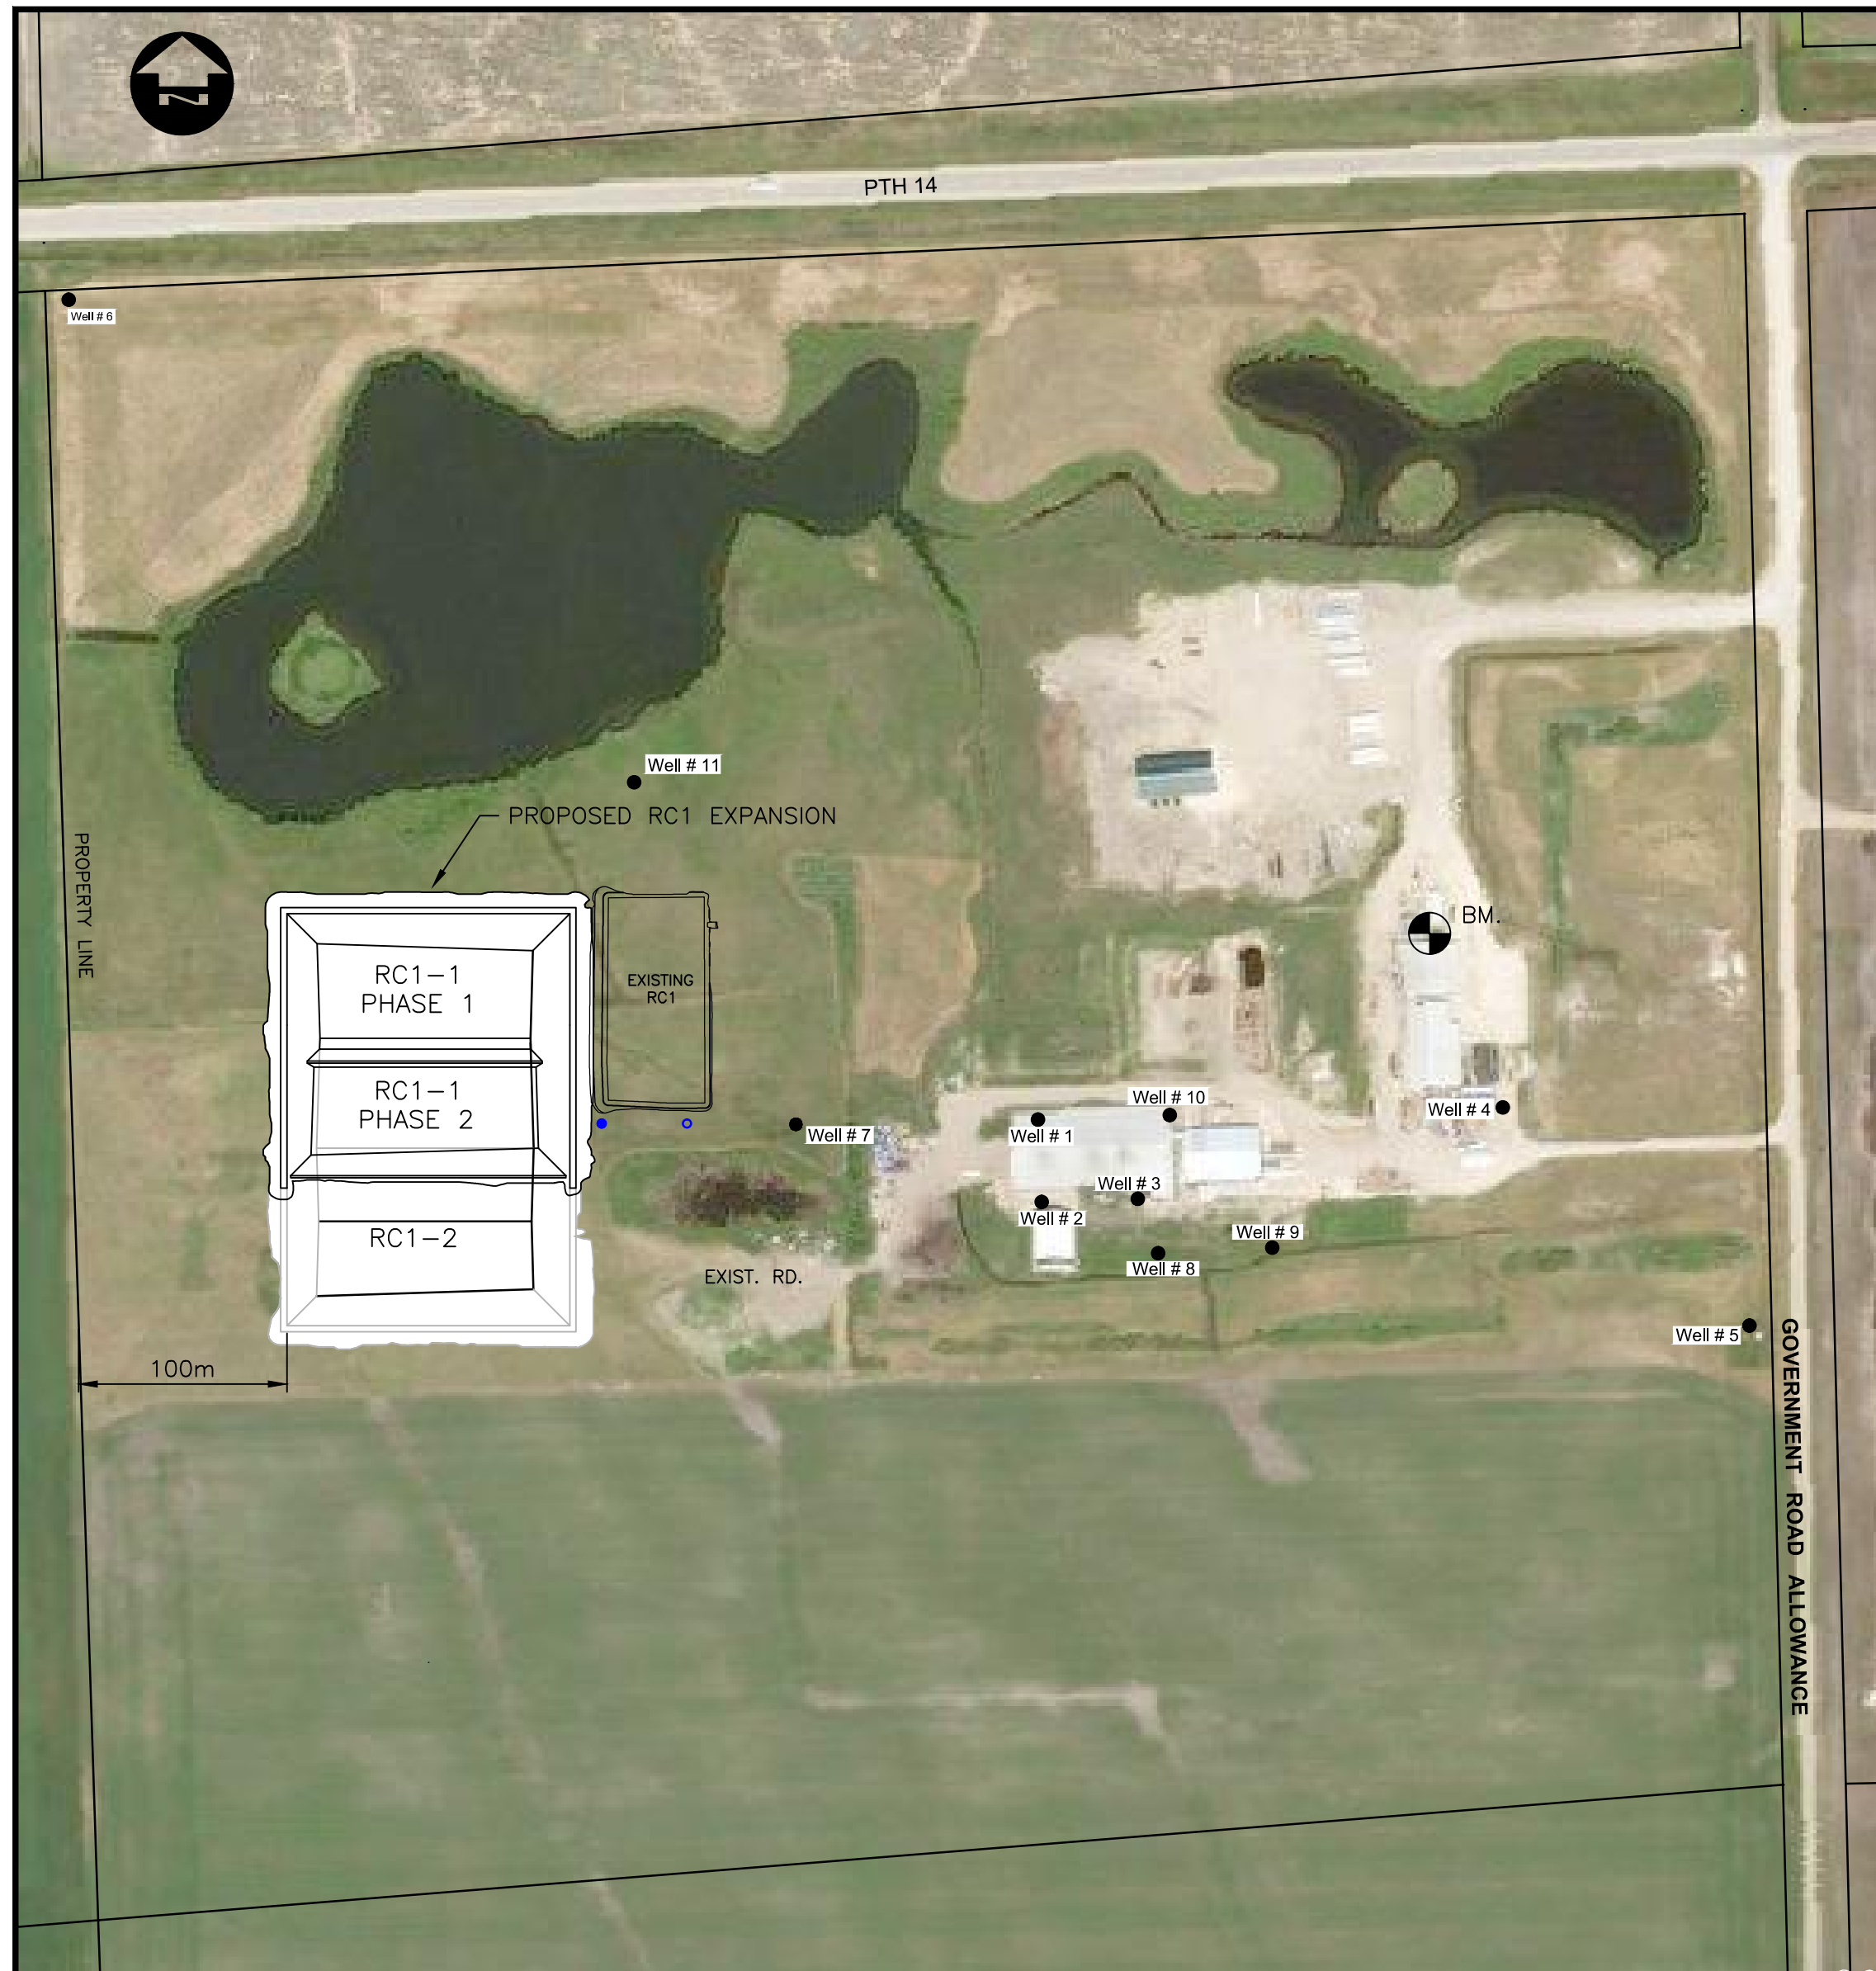 N
PTH 14
Well # 6
Well # 11
PROPOSED RC1 EXPANSION
PROPERTY LINE
BM.
RC1-1
PHASE 1
EXISTING
RC1
RC1-1
PHASE 2
Well # 10
Well # 4
Well # 1
Well # 7
Well # 3
Well # 2
Well # 9
RC1-2
Well # 8
EXIST. RD.
Well # 5
GOVERNMENT ROAD ALLOWANCE
100m